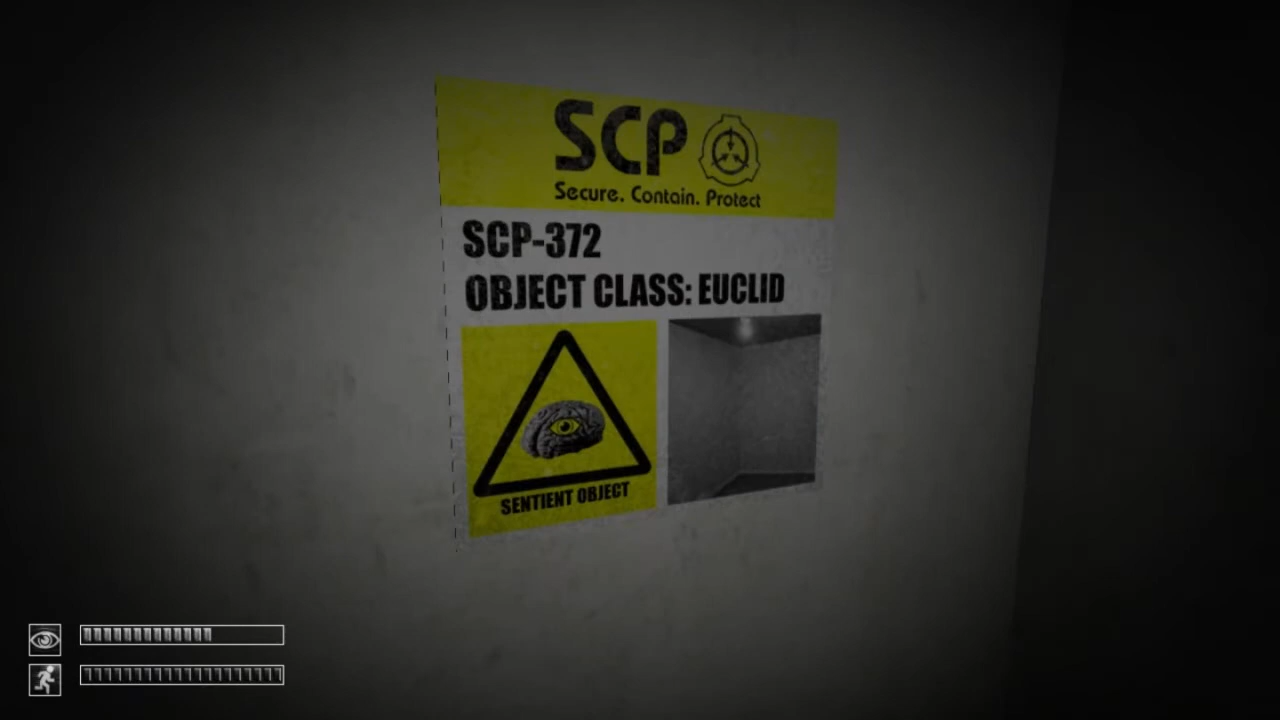 SCP
Secure. Contain. Protect
SCP-372
OBJECT CLASS: EUCLID
SENTIENT OBJECT